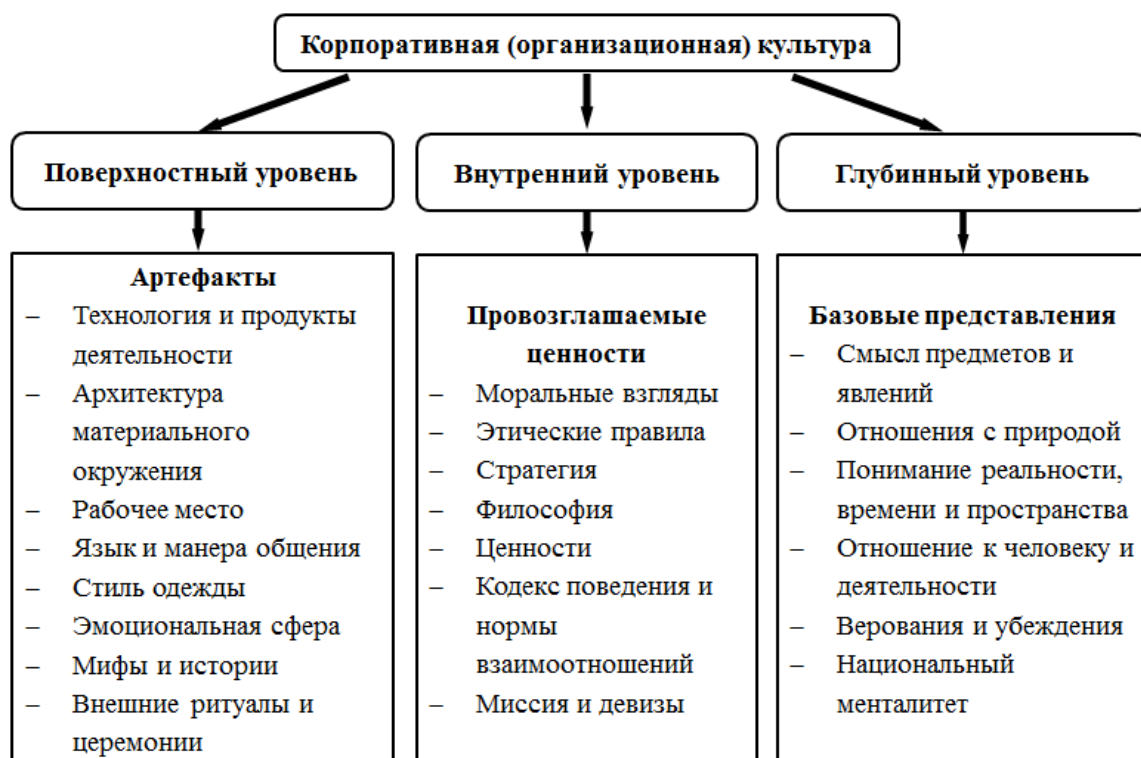 Корпоративная (организационная) культура
Поверхностный уровень
Внутренний уровень
Глубинный уровень
Артефакты
– Технология и продукты
деятельности
– Архитектура
материального
окружения
– Рабочее место
– Язык и манера общения
– Стиль одежды
– Эмоциональная сфера
– Мифы и истории
– Внешние ритуалы и
церемонии
Провозглашаемые
ценности
– Моральные взгляды
– Этические правила
– Стратегия
– Философия
– Ценности
– Кодекс поведения и
нормы
взаимоотношений
– Миссия и девизы
Базовые представления
– Смысл предметов и
явлений
– Отношения с природой
– Понимание реальности,
времени и пространства
– Отношение к человеку и
деятельности
– Верования и убеждения
– Национальный
менталитет